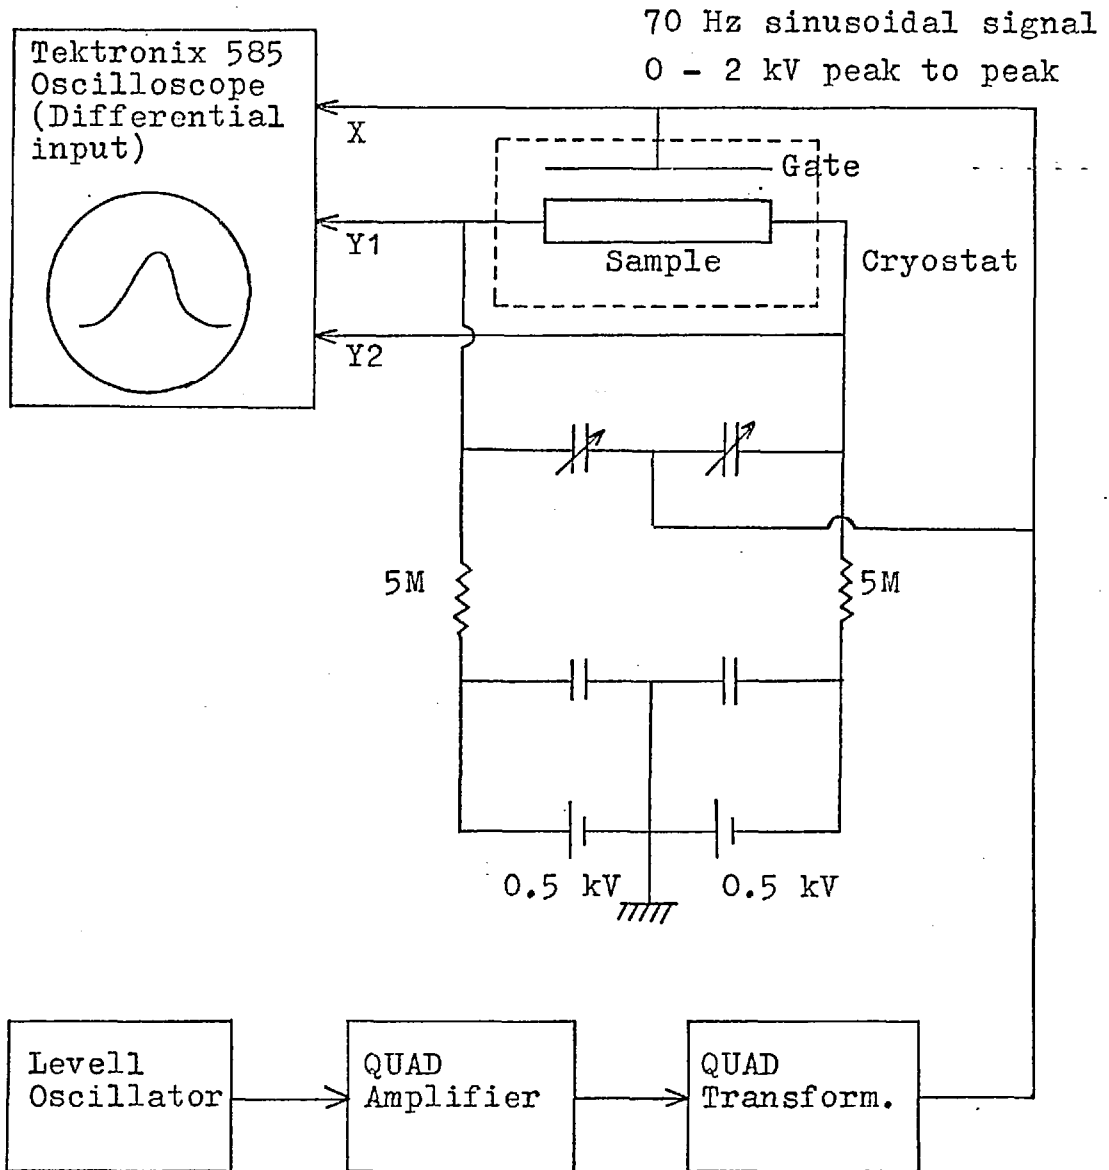 70 Hz sinusoidal signal
0 - 2 kV peak to peak
Tektronix 585
Oscilloscope
(Differential
input)
X
Gate
Y1
Sample
Cryostat
Y2
5M
5M
0.5 kV
0.5 kV
Levell
Oscillator
QUAD
Amplifier
QUAD
Transform.